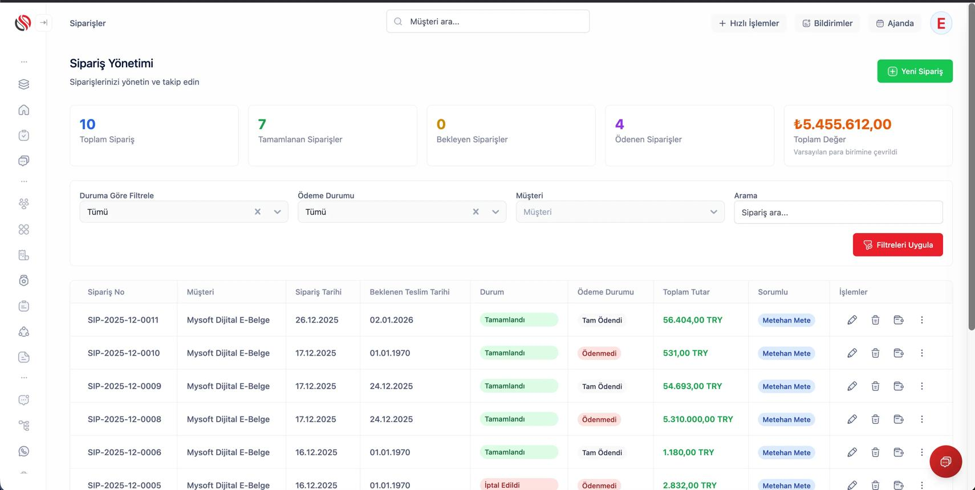 Siparişler
Müşteri ara...
Hızlı İşlemler
Bildirimler
Ajanda
E
Sipariş Yönetimi
Siparişlerinizi yönetin ve takip edin
Yeni Sipariş
10
Toplam Sipariş
7
Tamamlanan Siparişler
0
Bekleyen Siparişler
4
Ödenen Siparişler
₺5.455.612,00
Toplam Değer
Varsayılan para birimine çevrildi
Duruma Göre Filtrele
Tümü
Ödeme Durumu
Tümü
Müşteri
Müşteri
Arama
Sipariş ara...
Filtreleri Uygula
Sipariş No Müşteri Sipariş Tarihi Beklenen Teslim Tarihi Durum Ödeme Durumu Toplam Tutar Sorumlu İşlemler
SIP-2025-12-0011 Mysoft Dijital E-Belge 26.12.2025 02.01.2026 Tamamlandı Tam Ödendi 56.404,00 TRY Metehan Mete
SIP-2025-12-0010 Mysoft Dijital E-Belge 17.12.2025 01.01.1970 Tamamlandı Ödenmedi 531,00 TRY Metehan Mete
SIP-2025-12-0009 Mysoft Dijital E-Belge 17.12.2025 24.12.2025 Tamamlandı Tam Ödendi 54.693,00 TRY Metehan Mete
SIP-2025-12-0008 Mysoft Dijital E-Belge 17.12.2025 24.12.2025 Tamamlandı Ödenmedi 5.310.000,00 TRY Metehan Mete
SIP-2025-12-0006 Mysoft Dijital E-Belge 16.12.2025 01.01.1970 Tamamlandı Tam Ödendi 1.180,00 TRY Metehan Mete
SIP-2025-12-0005 Mysoft Dijital E-Belge 16.12.2025 01.01.1970 İptal Edildi Ödenmedi 2.832,00 TRY Metehan Mete